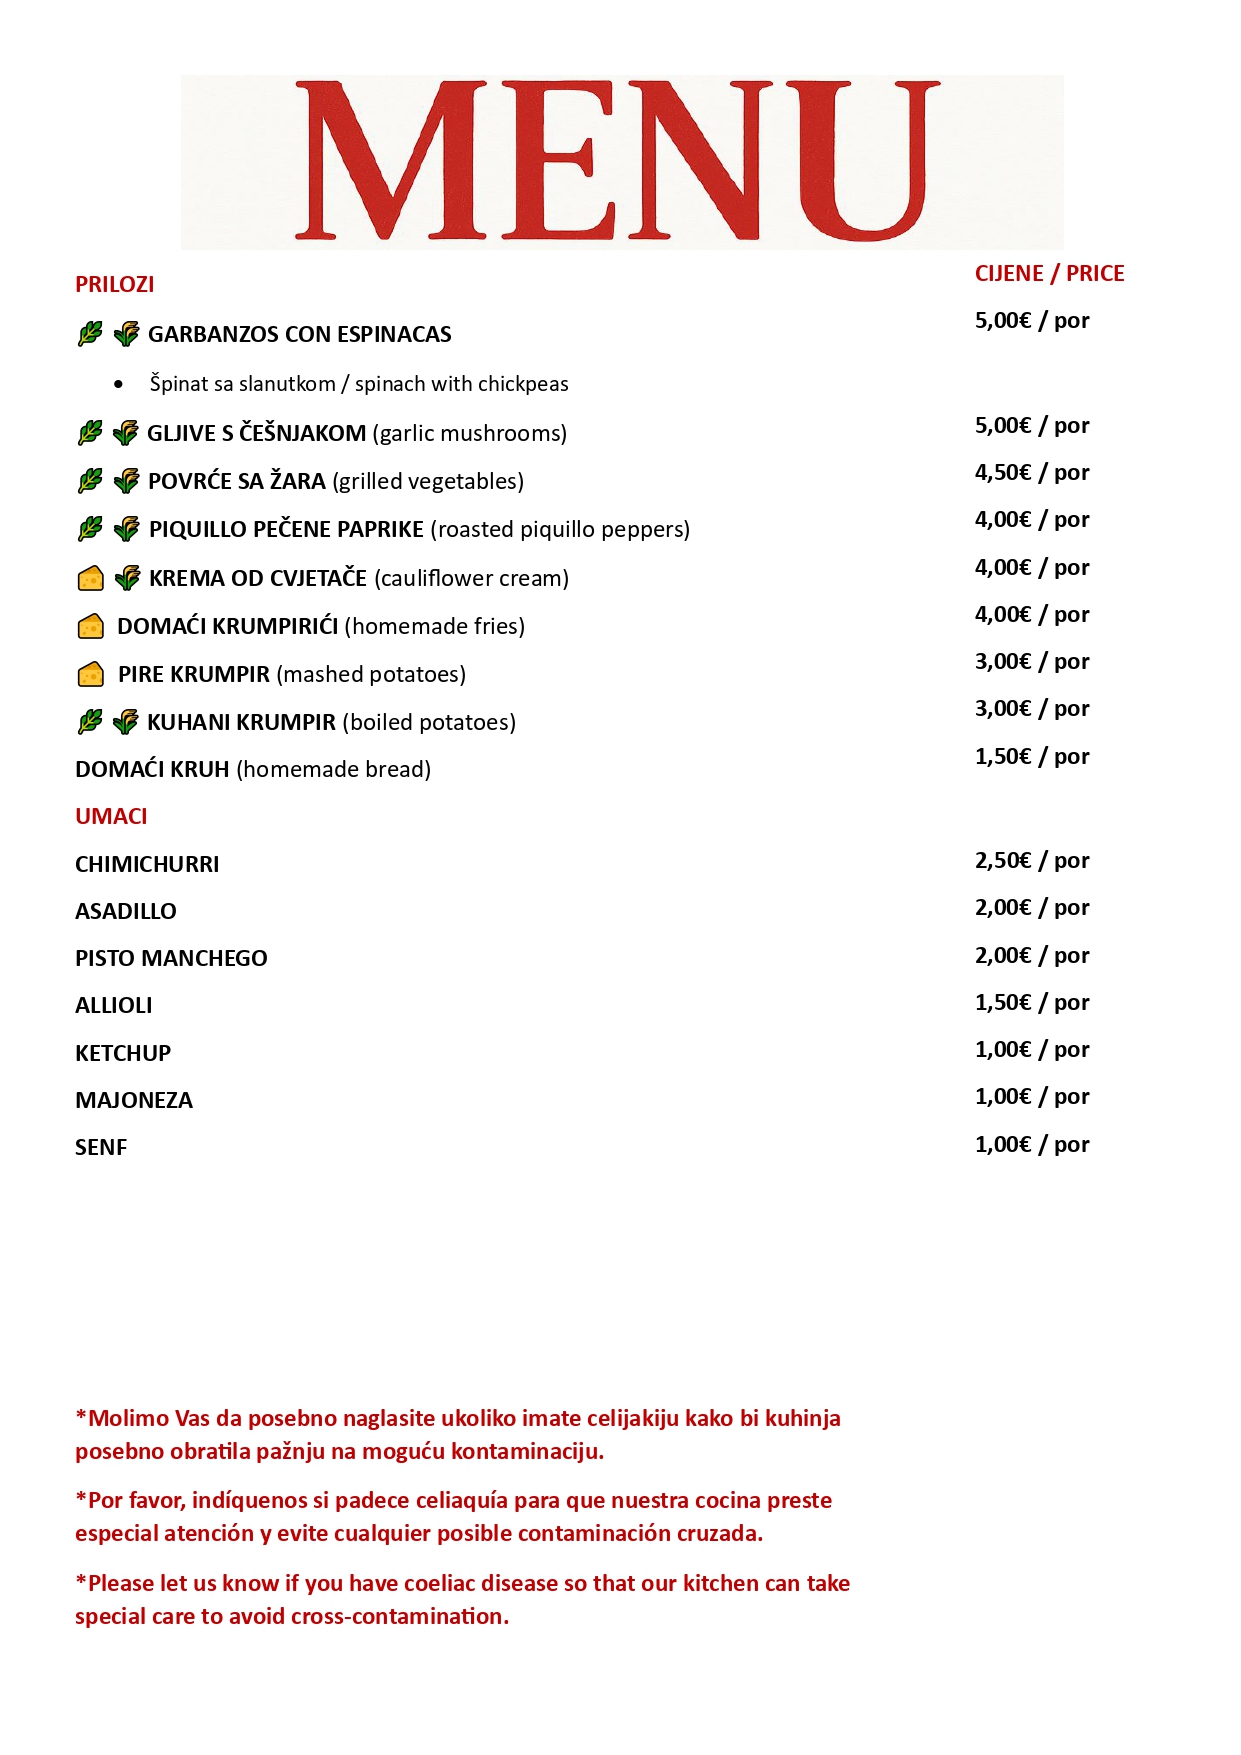 MENU
PRILOZI
CIJENE / PRICE
GARBANZOS CON ESPINACAS
5,00€ / por
• Špinat sa slanutkom / spinach with chickpeas
GLJIVE S ČEŠNJAKOM (garlic mushrooms)
5,00€ / por
POVRĆE SA ŽARA (grilled vegetables)
4,50€ / por
PIQUILLO PEČENE PAPRIKE (roasted piquillo peppers)
4,00€ / por
KREMA OD CVJETAČE (cauliflower cream)
4,00€ / por
DOMAĆI KRUMPIRIĆI (homemade fries)
4,00€ / por
PIRE KRUMPIR (mashed potatoes)
3,00€ / por
KUHANI KRUMPIR (boiled potatoes)
3,00€ / por
DOMAĆI KRUH (homemade bread)
1,50€ / por
UMACI
CHIMICHURRI
2,50€ / por
ASADILLO
2,00€ / por
PISTO MANCHEGO
2,00€ / por
ALLIOLI
1,50€ / por
KETCHUP
1,00€ / por
MAJONEZA
1,00€ / por
SENF
1,00€ / por
*Molimo Vas da posebno naglasite ukoliko imate celijakiju kako bi kuhinja
posebno obratila pažnju na moguću kontaminaciju.
*Por favor, indíquenos si padece celiaquía para que nuestra cocina preste
especial atención y evite cualquier posible contaminación cruzada.
*Please let us know if you have coeliac disease so that our kitchen can take
special care to avoid cross-contamination.